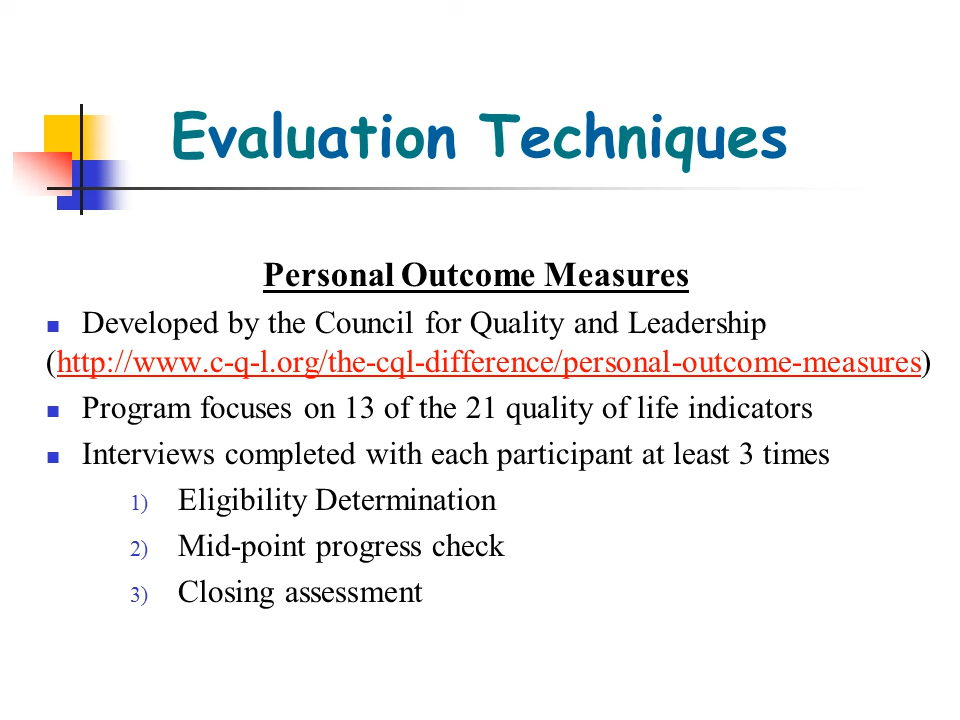 Evaluation Techniques
Personal Outcome Measures
Developed by the Council for Quality and Leadership
(http://www.c-q-l.org/the-cql-difference/personal-outcome-measures)
Program focuses on 13 of the 21 quality of life indicators
Interviews completed with each participant at least 3 times
1) Eligibility Determination
2) Mid-point progress check
3) Closing assessment